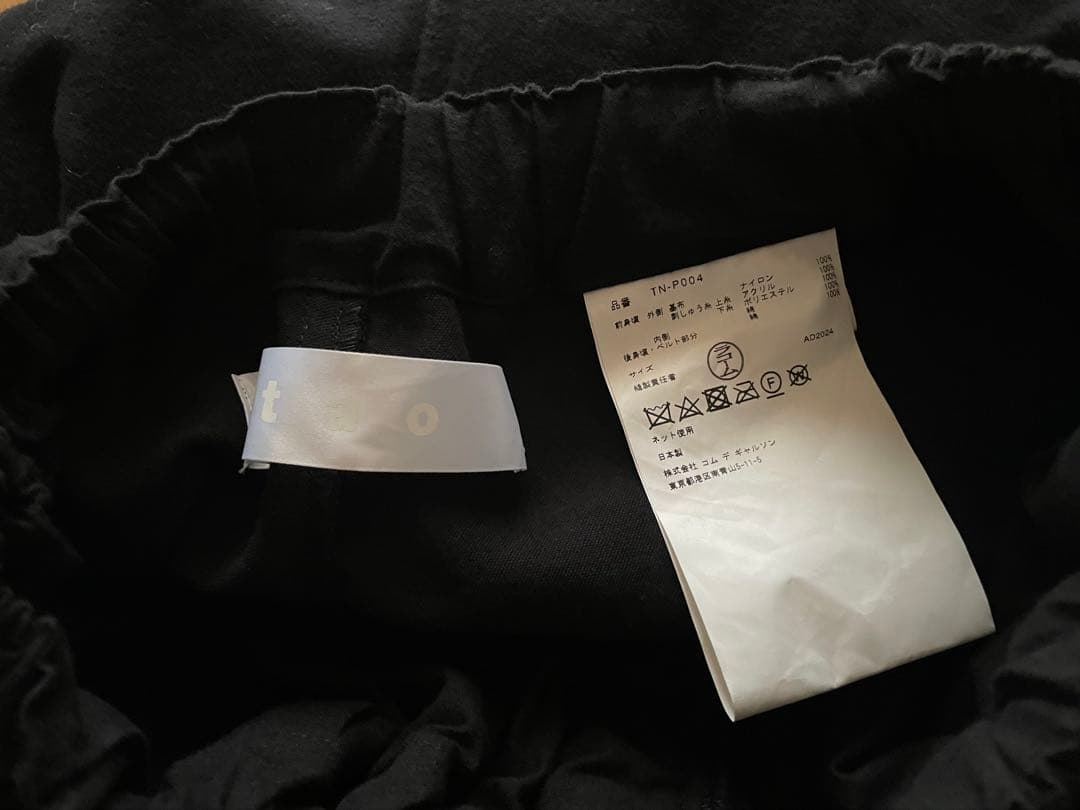 tao
品番 TN-P004
前身頃 外側 基布 ナイロン 100%
刺しゅう糸 上糸 アクリル 100%
下糸 ポリエステル 100%
内側 綿 100%
後身頃・ベルト部分 綿 100%
サイズ
AD2024
縫製責任者
F
W
ネット使用
日本製
株式会社 コム デ ギャルソン
東京都港区南青山5-11-5